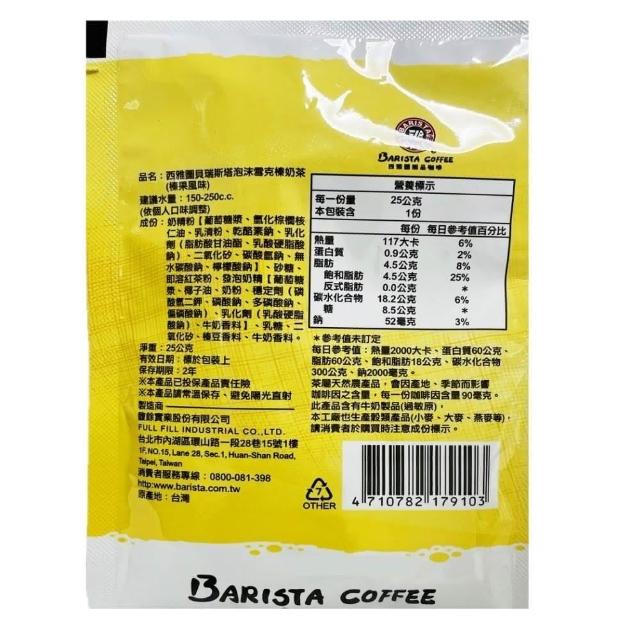 BARISTA
BARISTA COFFEE
西雅圖極品咖啡
品名：西雅圖貝瑞斯塔泡沫雪克榛奶茶
(榛果風味)
建議水量：150-250c.c.
(依個人口味調整)
成份：奶精粉【葡萄糖漿、氫化棕櫚核
仁油、乳清粉、乾酪素鈉、乳化
劑（脂肪酸甘油酯、乳酸硬脂酸
鈉）、二氧化矽、碳酸氫鈉、無
水碳酸鈉、檸檬酸鈉】、砂糖、
即溶紅茶粉、發泡奶精【葡萄糖
漿、椰子油、奶粉、穩定劑（磷
酸氫二鉀、磷酸鈉、多磷酸鈉、
偏磷酸鈉）、乳化劑（乳酸硬脂
酸鈉）、牛奶香料】、乳糖、二
氧化矽、榛豆香料、牛奶香料。
淨重：25公克
有效日期：標於包裝上
保存期限：2年
※本產品已投保產品責任險
※本產品請常溫保存、避免陽光直射
製造商
馥餘實業股份有限公司
FULL FILL INDUSTRIAL CO.,LTD.
台北市內湖區環山路一段28巷15號1樓
1F,NO.15, Lane 28, Sec.1, Huan-Shan Road,
Taipei, Taiwan
消費者服務專線：0800-081-398
http:www.barista.com.tw
原產地：台灣
營養標示
每一份量 25公克
本包裝含 1份
每份 每日參考值百分比
熱量 117大卡 6%
蛋白質 0.9公克 2%
脂肪 4.5公克 8%
飽和脂肪 4.5公克 25%
反式脂肪 0.0公克 *
碳水化合物 18.2公克 6%
糖 8.5公克 *
鈉 52毫克 3%
＊參考值未訂定
每日參考值：熱量2000大卡、蛋白質60公克、
脂肪60公克、飽和脂肪18公克、碳水化合物
300公克、鈉2000毫克。
茶屬天然農產品，會因產地、季節而影響
咖啡因之含量，每一份咖啡因含量90毫克。
此產品含有牛奶製品(過敏原)，
本工廠也生產穀類產品(小麥、大麥、燕麥等)，
請消費者於購買時注意成份標示。
7
OTHER
4 710782 179103
BARISTA COFFEE